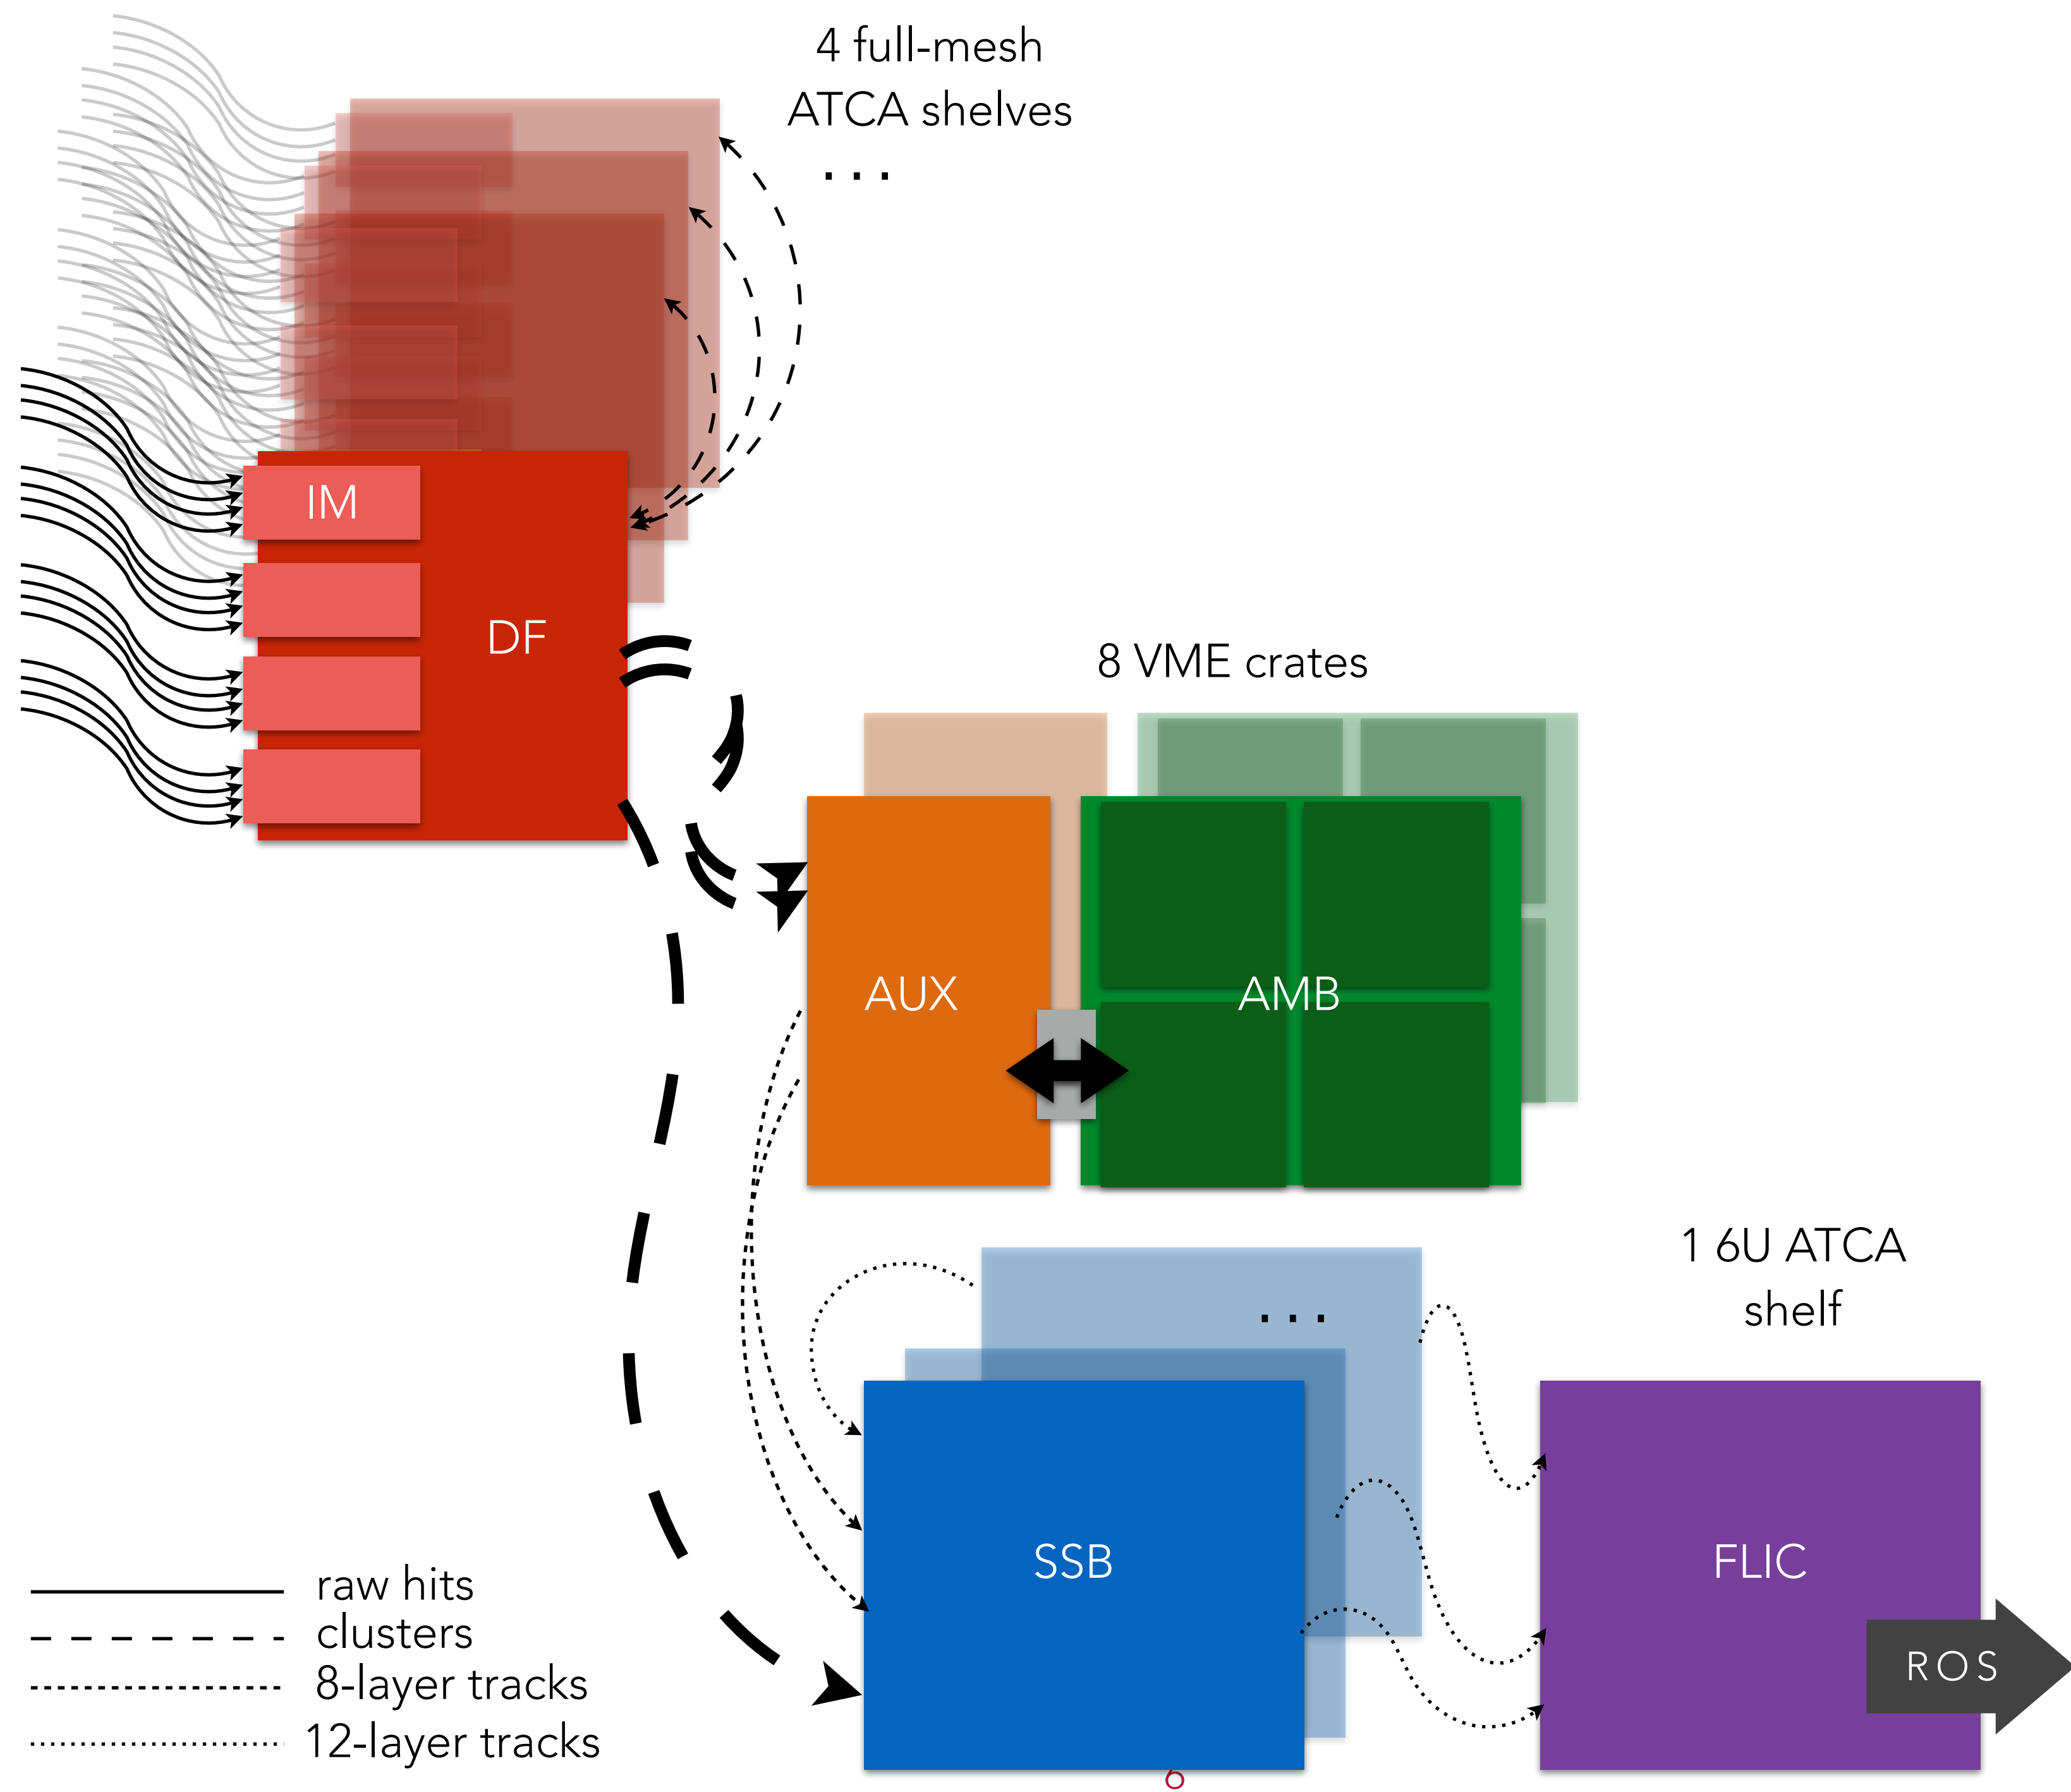 4 full-mesh
ATCA shelves
...
IM
DF
8 VME crates
AUX
AMB
1 6U ATCA
shelf
...
SSB
FLIC
ROS
raw hits
clusters
8-layer tracks
12-layer tracks
6